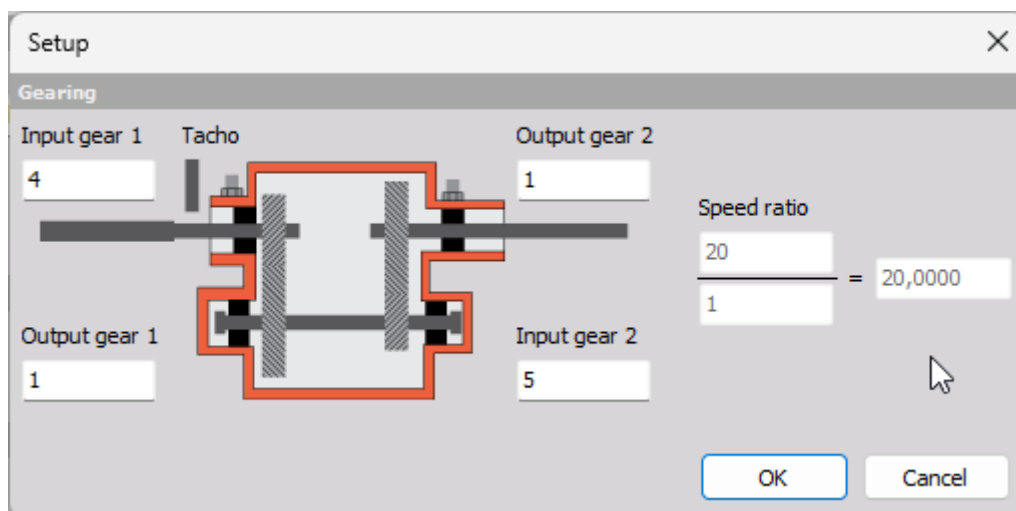 Setup
Gearing
Input gear 1
Tacho
Output gear 2
4
1
Speed ratio
20
1
=
20,0000
Output gear 1
Input gear 2
1
5
OK
Cancel